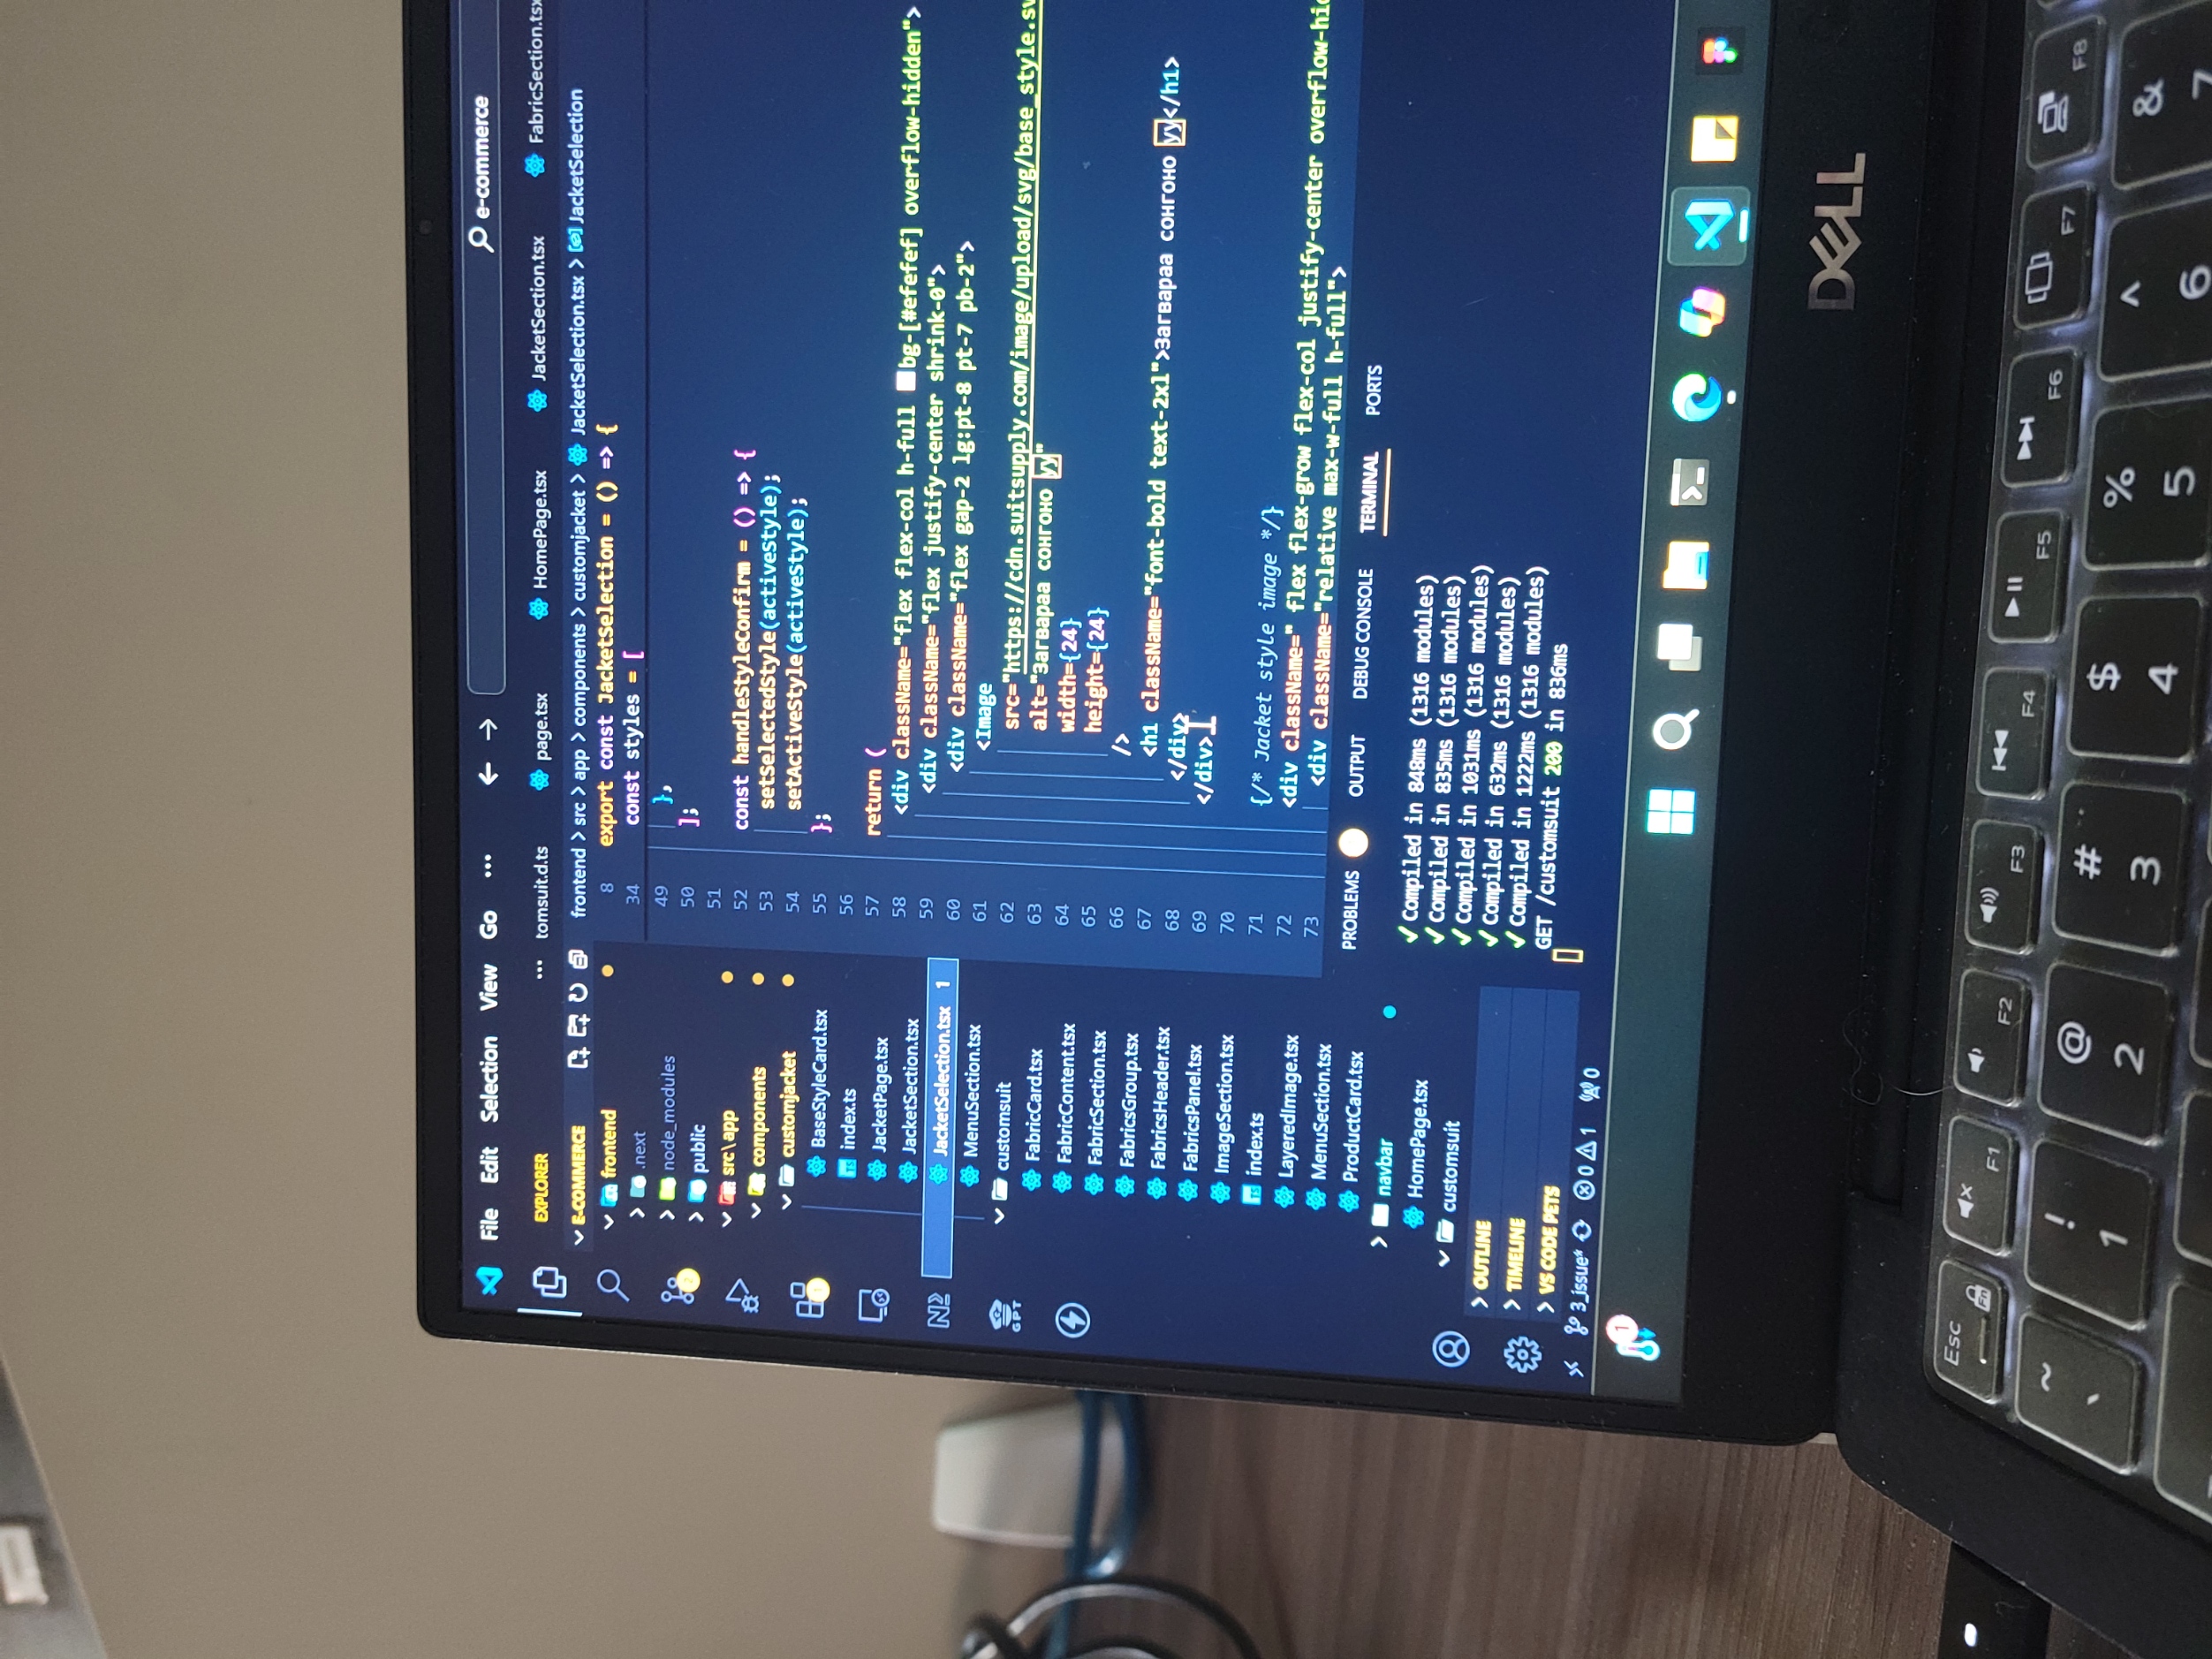 File Edit Selection View Go ··· ← → e-commerce
EXPLORER ··· tomsuit.d.ts page.tsx HomePage.tsx JacketSection.tsx FabricSection.tsx
E-COMMERCE
frontend > src > app > components > customjacket > JacketSelection.tsx > JacketSelection
frontend
.next
node_modules
public
src\app
components
customjacket
BaseStyleCard.tsx
TS index.ts
JacketPage.tsx
JacketSection.tsx
JacketSelection.tsx 1
MenuSection.tsx
customsuit
FabricCard.tsx
FabricContent.tsx
FabricSection.tsx
FabricsGroup.tsx
FabricsHeader.tsx
FabricsPanel.tsx
ImageSection.tsx
TS index.ts
LayeredImage.tsx
MenuSection.tsx
ProductCard.tsx
navbar
HomePage.tsx
customsuit
OUTLINE
TIMELINE
VS CODE PETS
GPT
8 export const JacketSelection = () => {
34 const styles = [
49 },
50 ];
51
52 const handleStyleConfirm = () => {
53 setSelectedStyle(activeStyle);
54 setActiveStyle(activeStyle);
55 };
56
57 return (
58 <div className="flex flex-col h-full bg-[#efefef] overflow-hidden">
59 <div className="flex justify-center shrink-0">
60 <div className="flex gap-2 lg:pt-8 pt-7 pb-2">
61 <Image
62 src="https://cdn.suitsupply.com/image/upload/svg/base_style.sv
63 alt="Загвараа сонгоно уу"
64 width={24}
65 height={24}
66 />
67 <h1 className="font-bold text-2xl">Загвараа сонгоно уу</h1>
68 </div>
69 </div>
70
71 {/* Jacket style image */}
72 <div className=" flex flex-grow flex-col justify-center overflow-hid
73 <div className="relative max-w-full h-full">
PROBLEMS OUTPUT DEBUG CONSOLE TERMINAL PORTS
✓ Compiled in 848ms (1316 modules)
✓ Compiled in 835ms (1316 modules)
✓ Compiled in 1031ms (1316 modules)
✓ Compiled in 632ms (1316 modules)
✓ Compiled in 1222ms (1316 modules)
GET /customsuit 200 in 836ms
3_issue* 0 1 0
1
DELL
Esc Fn F1 F2 F3 F4 F5 F6 F7 F8
~ ! @ # $ % ^ &
` 1 2 3 4 5 6 7